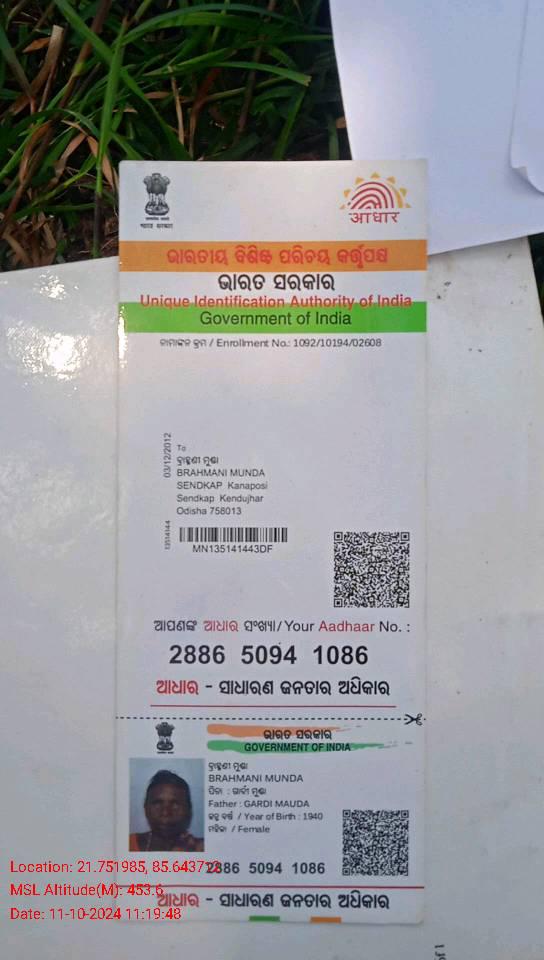 भारत सरकार
आधार
ଭାରତୀୟ ବିଶିଷ୍ଟ ପରିଚୟ କର୍ତ୍ତୃପକ୍ଷ
ଭାରତ ସରକାର
Unique Identification Authority of India
Government of India
ନାମାଙ୍କନ କ୍ରମ / Enrollment No.: 1092/10194/02608
03/12/2012
To
ବ୍ରାହ୍ମଣୀ ମୁଣ୍ଡା
BRAHMANI MUNDA
SENDKAP Kanaposi
Sendkap Kendujhar
Odisha 758013
13514144
MN135141443DF
ଆପଣଙ୍କ ଆଧାର ସଂଖ୍ୟା/ Your Aadhaar No. :
2886 5094 1086
ଆଧାର - ସାଧାରଣ ଜନତାର ଅଧିକାର
ଭାରତ ସରକାର
GOVERNMENT OF INDIA
ବ୍ରାହ୍ମଣୀ ମୁଣ୍ଡା
BRAHMANI MUNDA
ପିତା : ଗାର୍ଦୀ ମୁଣ୍ଡା
Father : GARDI MAUDA
ଜନ୍ମ ବର୍ଷ / Year of Birth : 1940
ମହିଳା / Female
2886 5094 1086
ଆଧାର - ସାଧାରଣ ଜନତାର ଅଧିକାର
Location: 21.751985, 85.643713
MSL Altitude(M): 453.6
Date: 11-10-2024 11:19:48